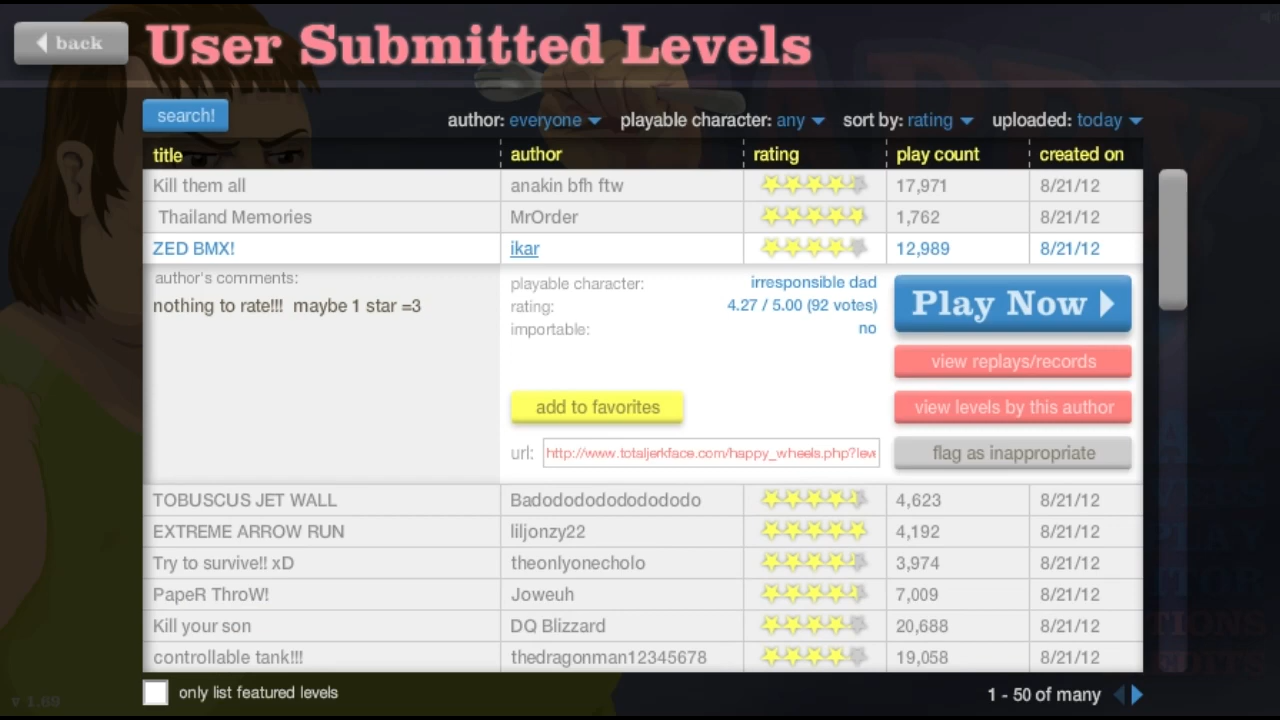 back
User Submitted Levels
search!
author: everyone playable character: any sort by: rating uploaded: today
title author rating play count created on
Kill them all anakin bfh ftw 17,971 8/21/12
Thailand Memories MrOrder 1,762 8/21/12
ZED BMX! ikar 12,989 8/21/12
author's comments:
nothing to rate!!!  maybe 1 star =3
playable character: irresponsible dad
rating: 4.27 / 5.00 (92 votes)
importable: no
add to favorites
url: http://www.totaljerkface.com/happy_wheels.php?lev
Play Now
view replays/records
view levels by this author
flag as inappropriate
TOBUSCUS JET WALL Badododododododo 4,623 8/21/12
EXTREME ARROW RUN liljonzy22 4,192 8/21/12
Try to survive!! xD theonlyonecholo 3,974 8/21/12
PapeR ThroW! Joweuh 7,009 8/21/12
Kill your son DQ Blizzard 20,688 8/21/12
controllable tank!!! thedragonman12345678 19,058 8/21/12
only list featured levels
1 - 50 of many
v 1.69